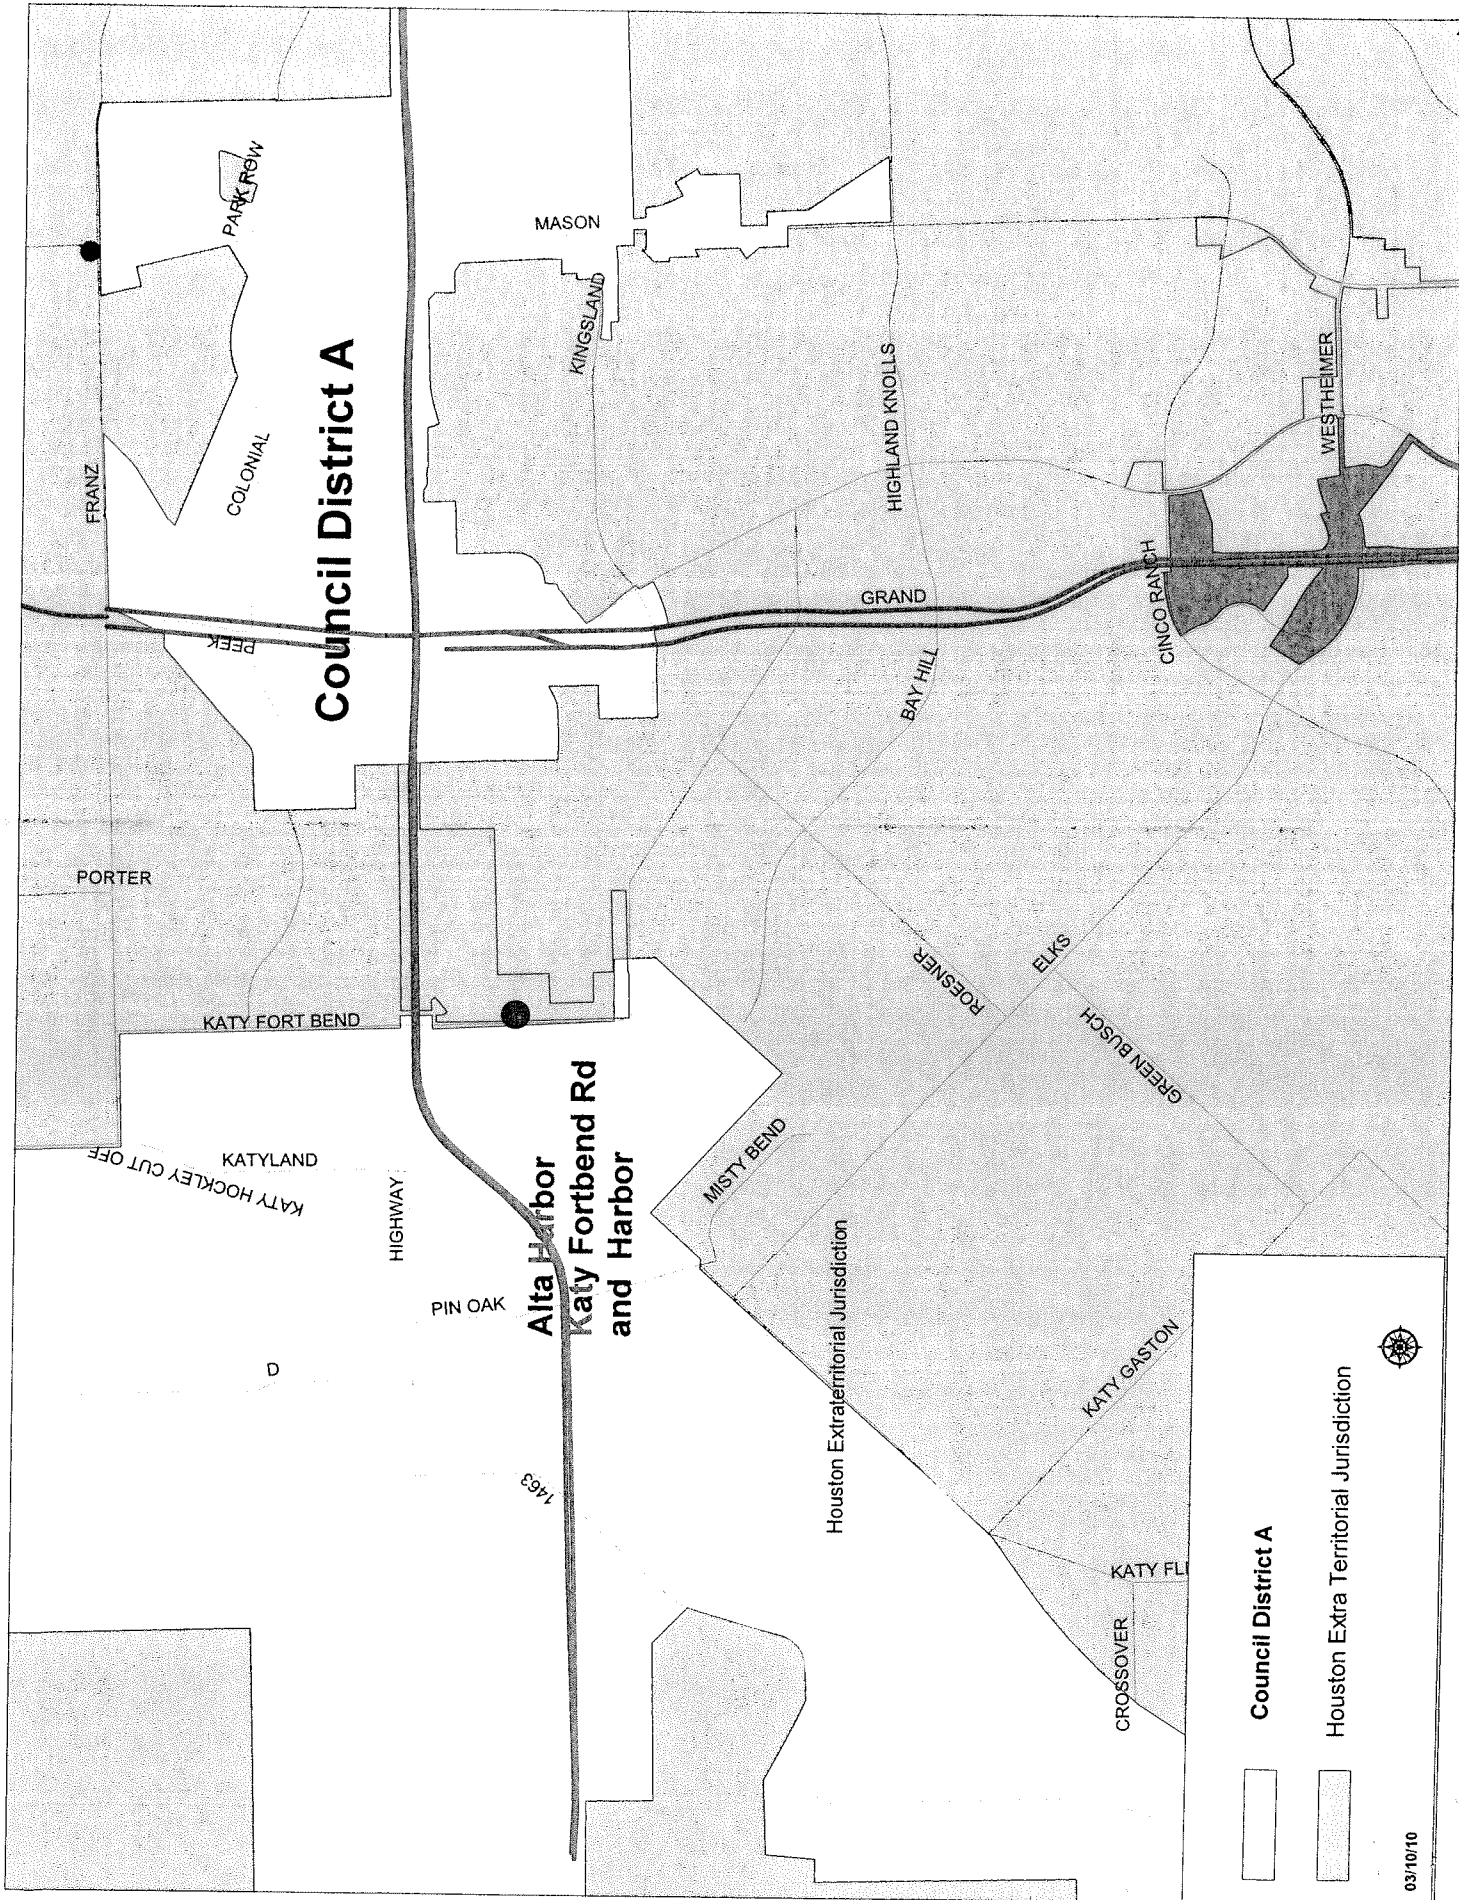 FRANZ
PARK ROW
COLONIAL
MASON
KINGSLAND
Council District A
PEEK
HIGHLAND KNOLLS
WESTHEIMER
GRAND
CINCO RANCH
BAY HILL
PORTER
KATY FORT BEND
ROESNER
ELKS
GREEN BUSCH
KATY HOCKLEY CUT OFF
KATYLAND
HIGHWAY
Alta Harbor
Katy Fortbend Rd
and Harbor
MISTY BEND
PIN OAK
D
1463
Houston Extraterritorial Jurisdiction
KATY GASTON
KATY FLI
CROSSOVER
Council District A
Houston Extra Territorial Jurisdiction
03/10/10